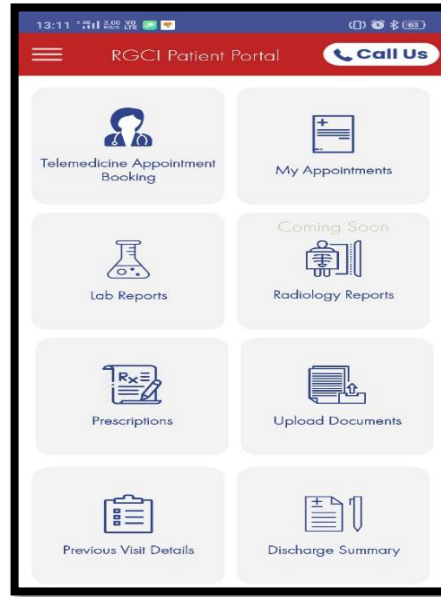 13:11
RGCI Patient Portal
Call Us
Telemedicine Appointment
Booking
My Appointments
Lab Reports
Coming Soon
Radiology Reports
Rx
Prescriptions
Upload Documents
Previous Visit Details
Discharge Summary